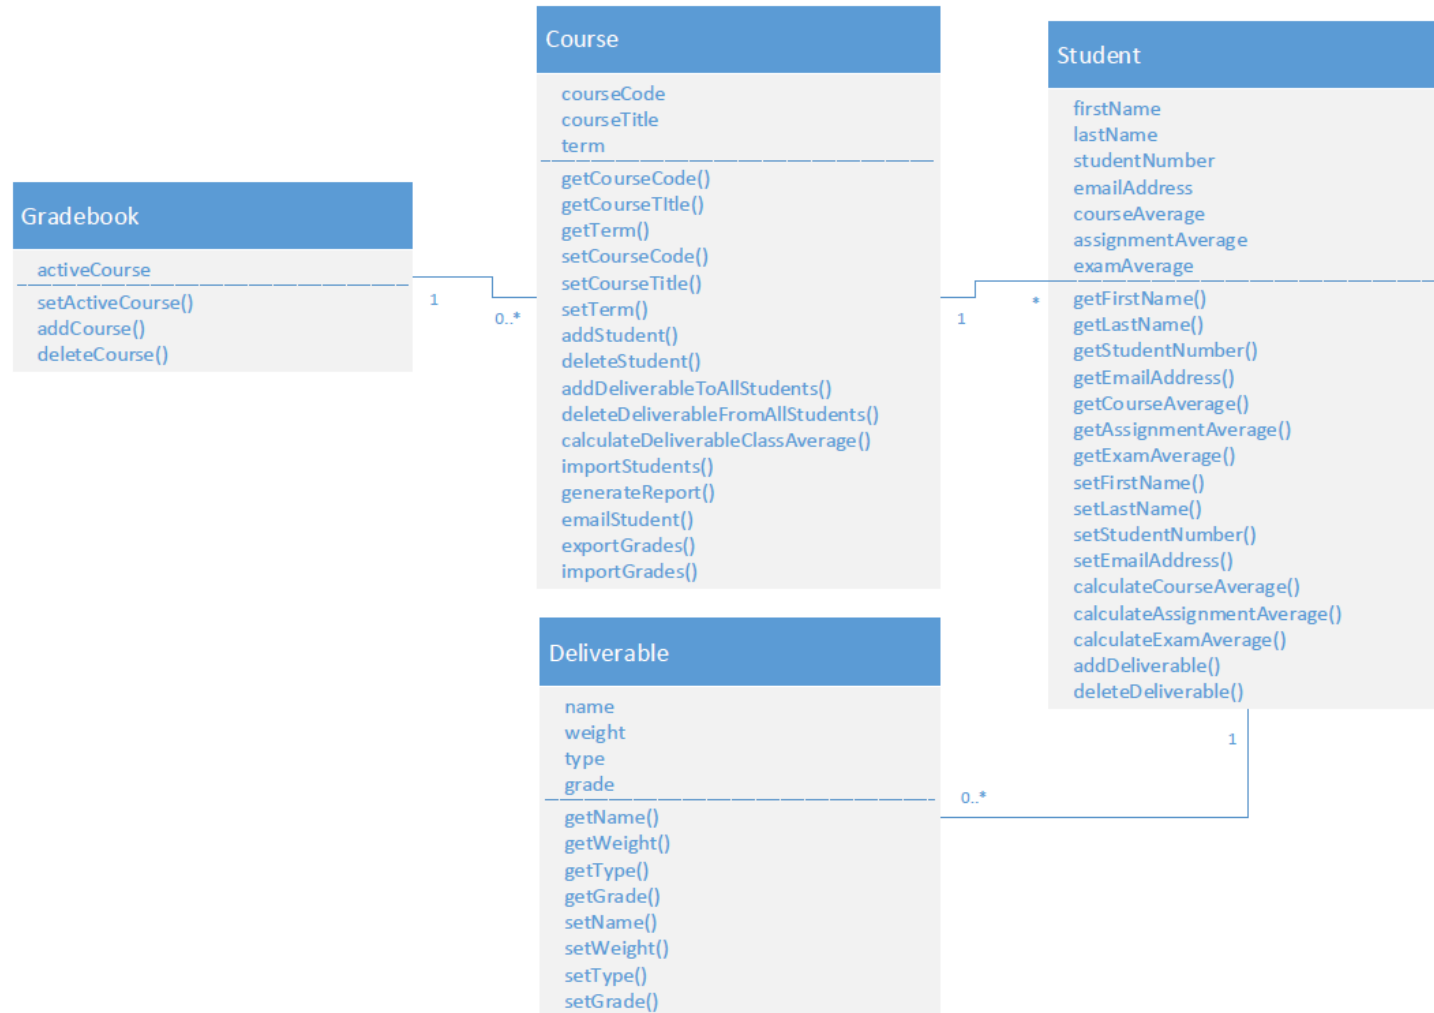 Gradebook
activeCourse
setActiveCourse()
addCourse()
deleteCourse()
1
0..*
Course
courseCode
courseTitle
term
getCourseCode()
getCourseTItle()
getTerm()
setCourseCode()
setCourseTitle()
setTerm()
addStudent()
deleteStudent()
addDeliverableToAllStudents()
deleteDeliverableFromAllStudents()
calculateDeliverableClassAverage()
importStudents()
generateReport()
emailStudent()
exportGrades()
importGrades()
1
*
Student
firstName
lastName
studentNumber
emailAddress
courseAverage
assignmentAverage
examAverage
getFirstName()
getLastName()
getStudentNumber()
getEmailAddress()
getCourseAverage()
getAssignmentAverage()
getExamAverage()
setFirstName()
setLastName()
setStudentNumber()
setEmailAddress()
calculateCourseAverage()
calculateAssignmentAverage()
calculateExamAverage()
addDeliverable()
deleteDeliverable()
1
0..*
Deliverable
name
weight
type
grade
getName()
getWeight()
getType()
getGrade()
setName()
setWeight()
setType()
setGrade()